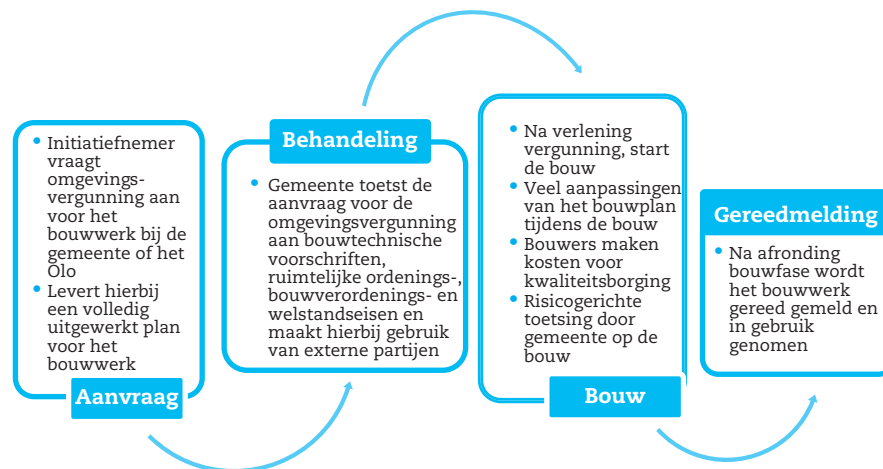 • Initiatiefnemer
vraagt
omgevings-
vergunning aan
voor het
bouwwerk bij de
gemeente of het
Olo
• Levert hierbij
een volledig
uitgewerkt plan
voor het
bouwwerk
Aanvraag
Behandeling
• Gemeente toetst de
aanvraag voor de
omgevingsvergunning
aan bouwtechnische
voorschriften,
ruimtelijke ordenings-,
bouwverordenings- en
welstandseisen en
maakt hierbij gebruik
van externe partijen
• Na verlening
vergunning, start
de bouw
• Veel aanpassingen
van het bouwplan
tijdens de bouw
• Bouwers maken
kosten voor
kwaliteitsborging
• Risicogerichte
toetsing door
gemeente op de
bouw
Bouw
Gereedmelding
• Na afronding
bouwfase wordt
het bouwwerk
gereed gemeld en
in gebruik
genomen